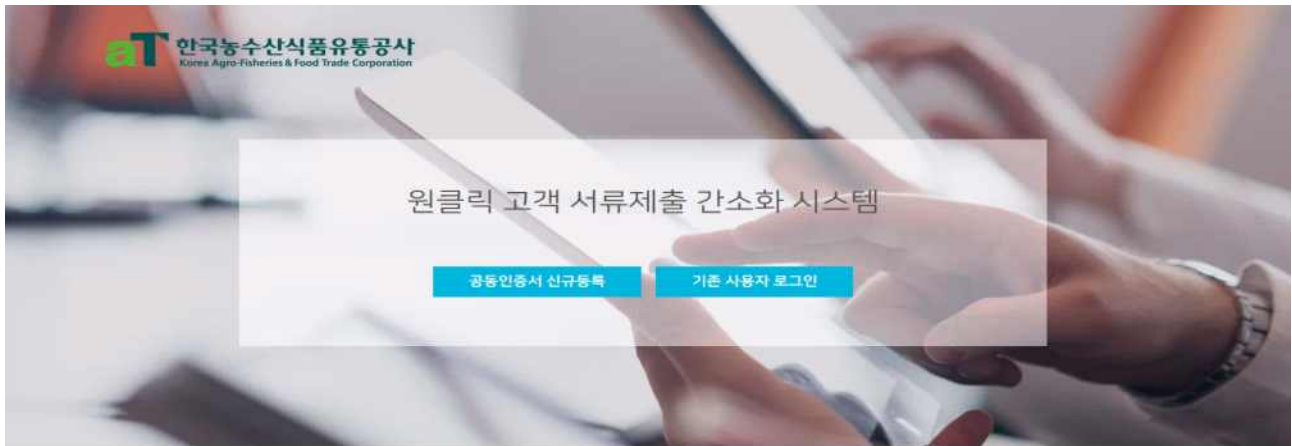 aT 한국농수산식품유통공사
Korea Agro-Fisheries & Food Trade Corporation
원클릭 고객 서류제출 간소화 시스템
공동인증서 신규등록 기존 사용자 로그인